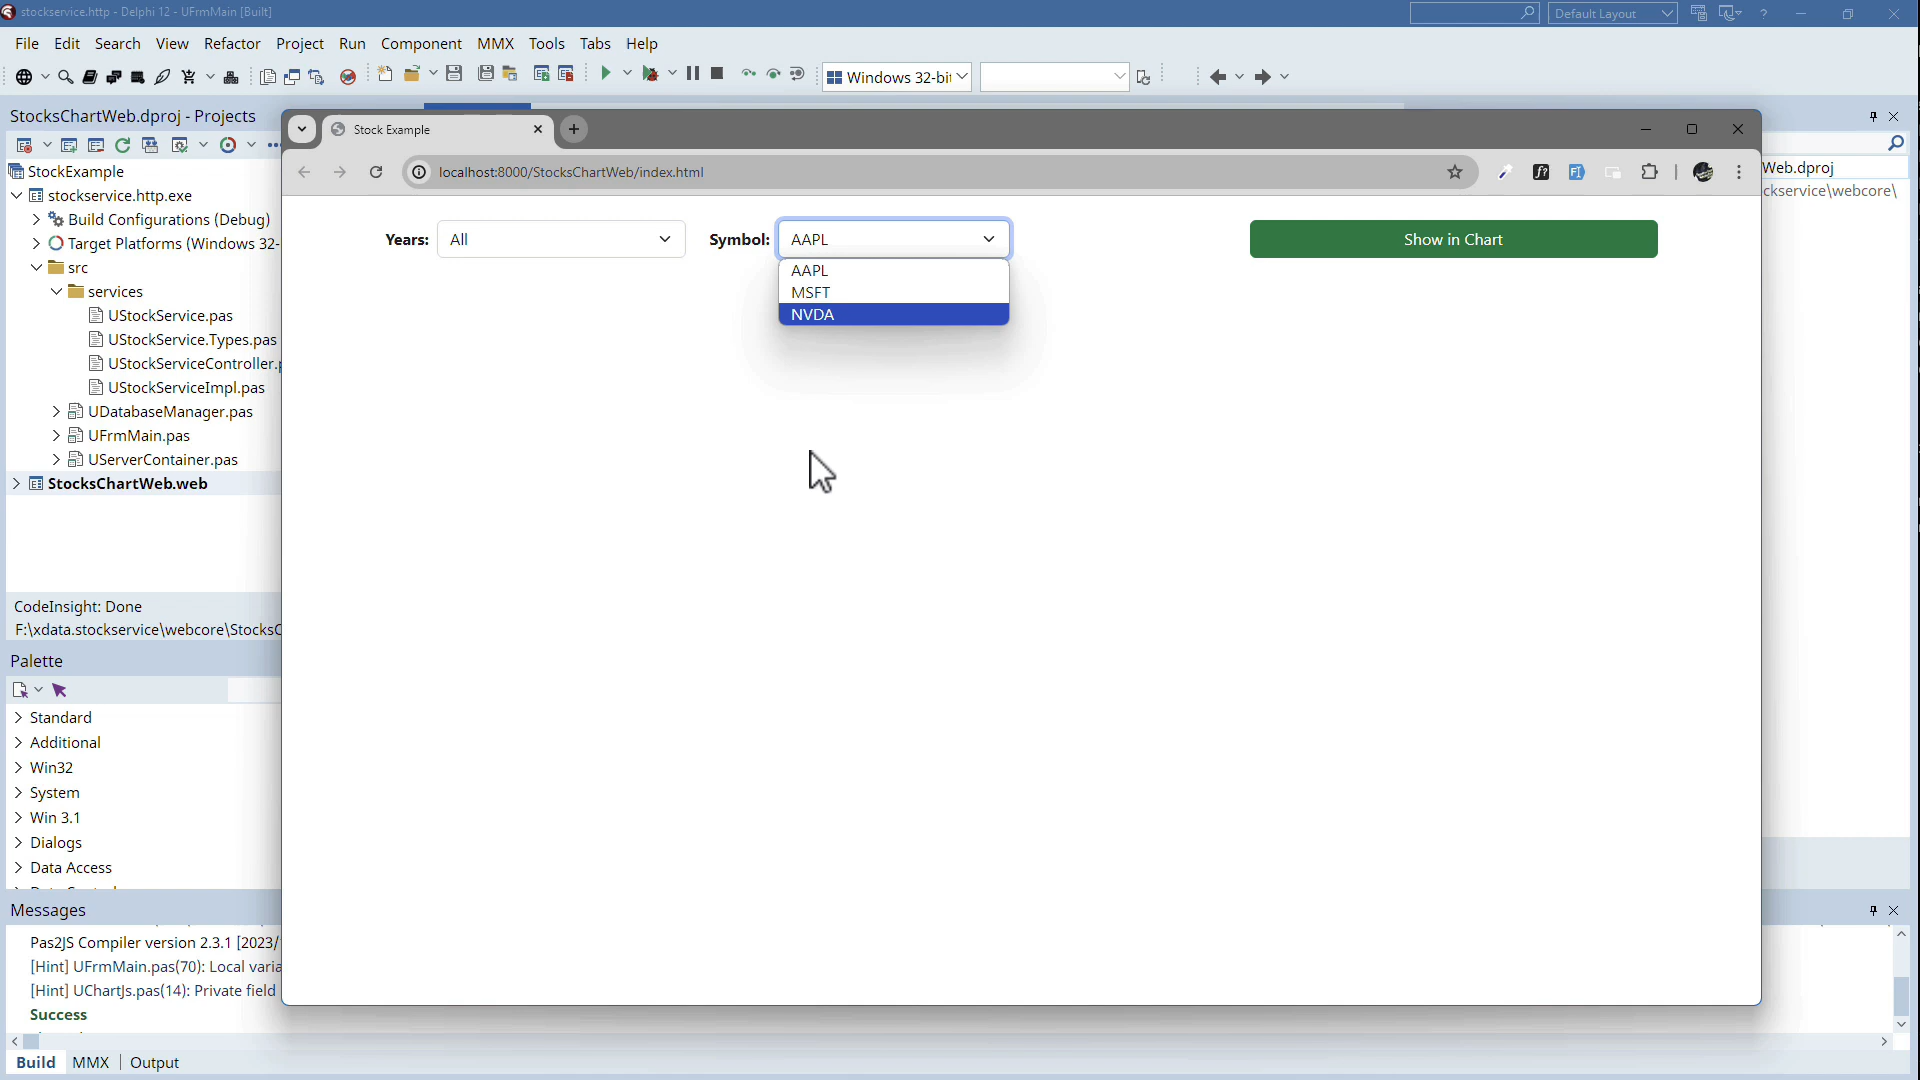 stockservice.http - Delphi 12 - UFrmMain [Built]
Default Layout
?
File Edit Search View Refactor Project Run Component MMX Tools Tabs Help
Windows 32-bit
StocksChartWeb.dproj - Projects
StockExample
stockservice.http.exe
Build Configurations (Debug)
Target Platforms (Windows 32-
src
services
UStockService.pas
UStockService.Types.pas
UStockServiceController.p
UStockServiceImpl.pas
UDatabaseManager.pas
UFrmMain.pas
UServerContainer.pas
StocksChartWeb.web
CodeInsight: Done
F:\xdata.stockservice\webcore\StocksC
Palette
Standard
Additional
Win32
System
Win 3.1
Dialogs
Data Access
Stock Example
localhost:8000/StocksChartWeb/index.html
Years: All
Symbol: AAPL
Show in Chart
AAPL
MSFT
NVDA
Web.dproj
ckservice\webcore\
Messages
Pas2JS Compiler version 2.3.1 [2023/
[Hint] UFrmMain.pas(70): Local varia
[Hint] UChartJs.pas(14): Private field
Success
Build MMX Output